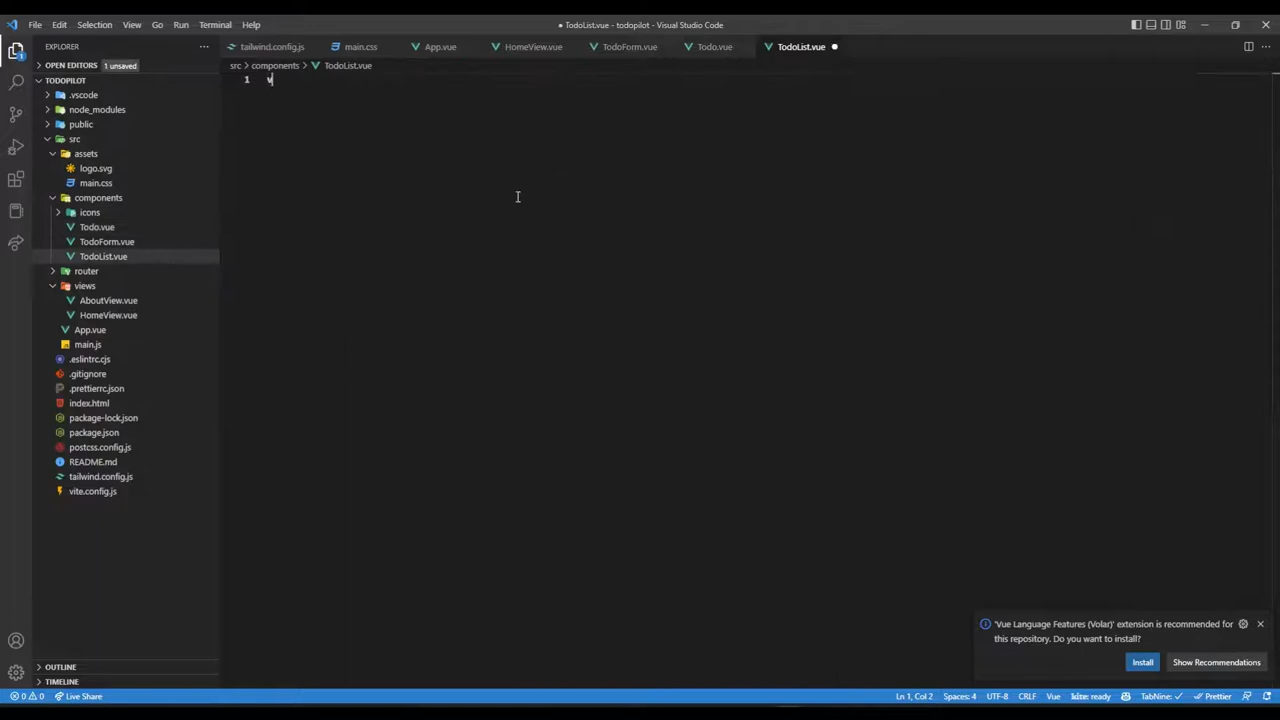 File Edit Selection View Go Run Terminal Help
● TodoList.vue - todopilot - Visual Studio Code
EXPLORER ···
tailwind.config.js main.css App.vue HomeView.vue TodoForm.vue Todo.vue TodoList.vue ●
OPEN EDITORS 1 unsaved
src > components > TodoList.vue
TODOPILOT
1 v
.vscode
node_modules
public
src
assets
logo.svg
main.css
components
icons
Todo.vue
TodoForm.vue
TodoList.vue
router
views
AboutView.vue
HomeView.vue
App.vue
main.js
.eslintrc.cjs
.gitignore
.prettierrc.json
index.html
package-lock.json
package.json
postcss.config.js
README.md
tailwind.config.js
vite.config.js
'Vue Language Features (Volar)' extension is recommended for
this repository. Do you want to install?
Install Show Recommendations
OUTLINE
TIMELINE
0 0 Live Share Ln 1, Col 2 Spaces: 4 UTF-8 CRLF Vue kite: ready TabNine: ✓ Prettier